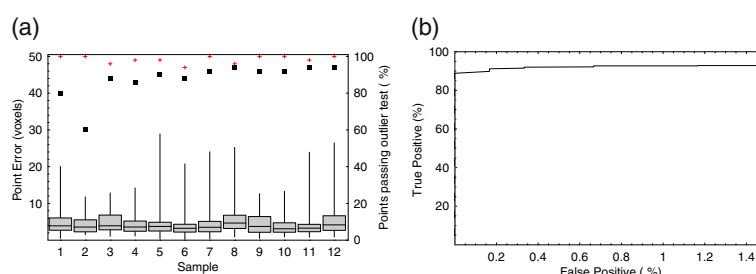 (a)
50
40
30
20
10
Point Error (voxels)
100
80
60
40
20
0
Points passing outlier test ( %)
1 2 3 4 5 6 7 8 9 10 11 12
Sample
(b)
100
80
60
40
20
True Positive (%)
0.2 0.4 0.6 0.8 1. 1.2 1.4
False Positive ( %)